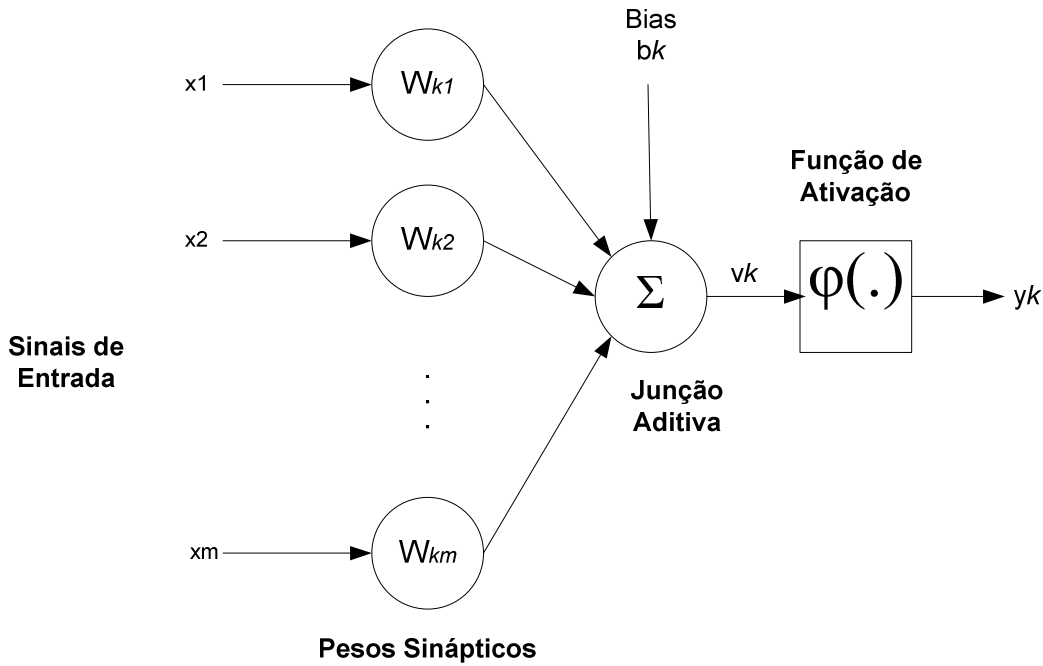 Bias
bk
x1
Wk1
Função de
Ativação
x2
Wk2
Σ
vk
φ(.)
yk
Sinais de
Entrada
Junção
Aditiva
.
.
.
xm
Wkm
Pesos Sinápticos